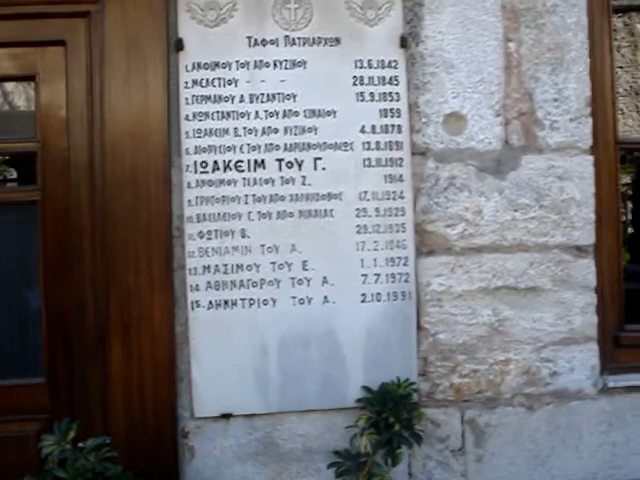 ΤΑΦΟΙ ΠΑΤΡΙΑΡΧΩΝ
1. ΑΝΘΙΜΟΥ ΤΟΥ ΑΠΟ ΚΥΖΙΚΟΥ 13.6.1842
2. ΜΕΛΕΤΙΟΥ - - - 28.11.1845
3. ΓΕΡΜΑΝΟΥ Δ. ΒΥΖΑΝΤΙΟΥ 15.9.1853
4. ΚΩΝΣΤΑΝΤΙΟΥ Α. ΤΟΥ ΑΠΟ ΣΙΝΑΙΟΥ 1859
5. ΙΩΑΚΕΙΜ Β. ΤΟΥ ΑΠΟ ΚΥΖΙΚΟΥ 4.8.1878
6. ΔΙΟΝΥΣΙΟΥ Ε ΤΟΥ ΑΠΟ ΑΔΡΙΑΝΟΥΠΟΛΕΩΣ 13.8.1891
7. ΙΩΑΚΕΙΜ ΤΟΥ Γ. 13.11.1912
8. ΑΝΘΙΜΟΥ ΤΟΥ Ζ. 1914
9. ΓΡΗΓΟΡΙΟΥ Ζ ΤΟΥ ΑΠΟ ΧΑΛΚΗΔΟΝΟΣ 17.11.1924
10. ΒΑΣΙΛΕΙΟΥ Γ. ΤΟΥ ΑΠΟ ΝΙΚΑΙΑΣ 29.9.1929
11. ΦΩΤΙΟΥ Β. 29.12.1935
12. ΒΕΝΙΑΜΙΝ ΤΟΥ Α. 17.2.1946
13. ΜΑΞΙΜΟΥ ΤΟΥ Ε. 1.1.1972
14. ΑΘΗΝΑΓΟΡΟΥ ΤΟΥ Α. 7.7.1972
15. ΔΗΜΗΤΡΙΟΥ ΤΟΥ Α. 2.10.1991